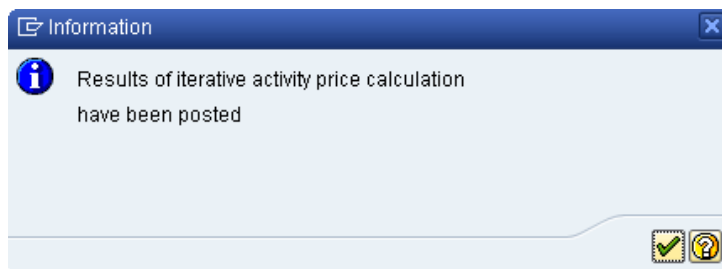 Information
Results of iterative activity price calculation
have been posted